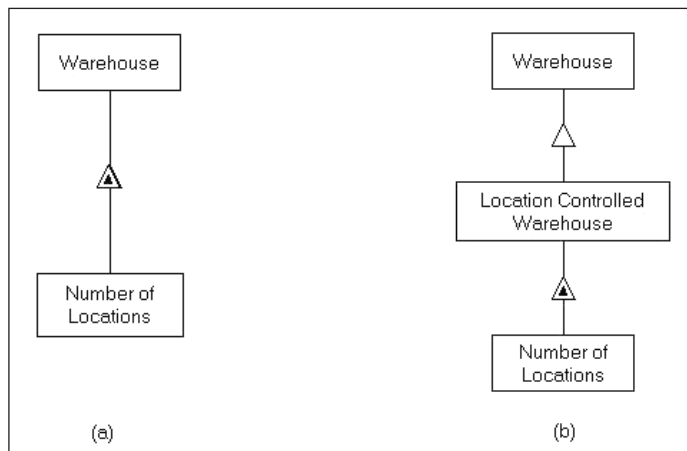 Warehouse
Number of
Locations
(a)
Warehouse
Location Controlled
Warehouse
Number of
Locations
(b)